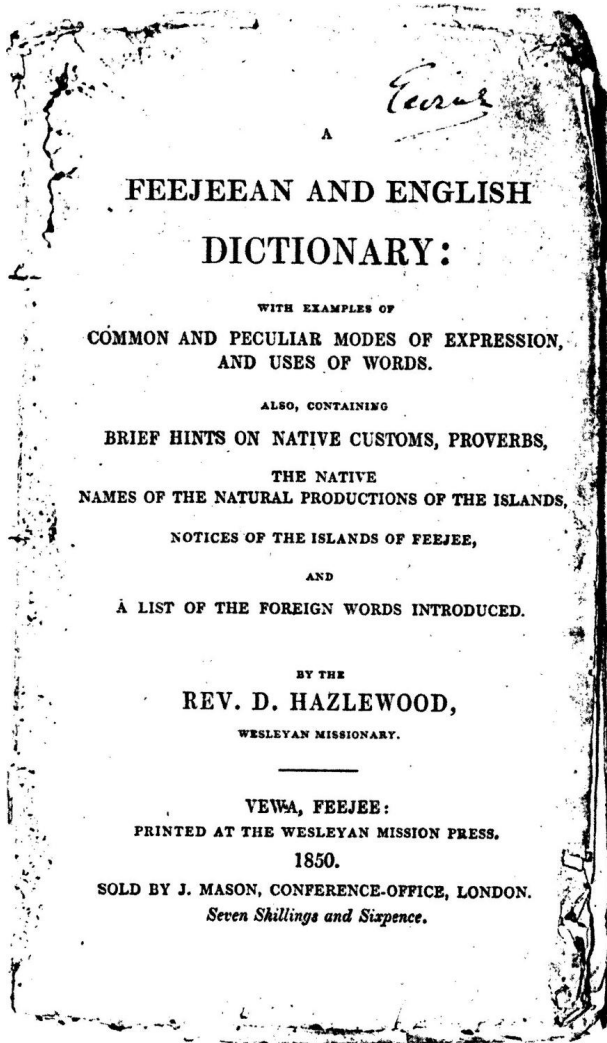 A
FEEJEEAN AND ENGLISH
DICTIONARY:
WITH EXAMPLES OF
COMMON AND PECULIAR MODES OF EXPRESSION,
AND USES OF WORDS.
ALSO, CONTAINING
BRIEF HINTS ON NATIVE CUSTOMS, PROVERBS,
THE NATIVE
NAMES OF THE NATURAL PRODUCTIONS OF THE ISLANDS,
NOTICES OF THE ISLANDS OF FEEJEE,
AND
A LIST OF THE FOREIGN WORDS INTRODUCED.
BY THE
REV. D. HAZLEWOOD,
WESLEYAN MISSIONARY.
VEWA, FEEJEE:
PRINTED AT THE WESLEYAN MISSION PRESS.
1850.
SOLD BY J. MASON, CONFERENCE-OFFICE, LONDON.
Seven Shillings and Sixpence.